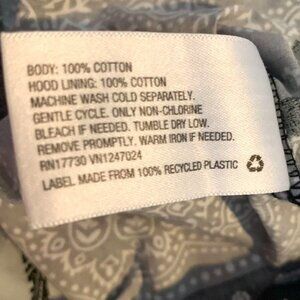 BODY: 100% COTTON
HOOD LINING: 100% COTTON
MACHINE WASH COLD SEPARATELY.
GENTLE CYCLE. ONLY NON-CHLORINE
BLEACH IF NEEDED. TUMBLE DRY LOW.
REMOVE PROMPTLY. WARM IRON IF NEEDED.
RN17730 VN1247024
LABEL MADE FROM 100% RECYCLED PLASTIC